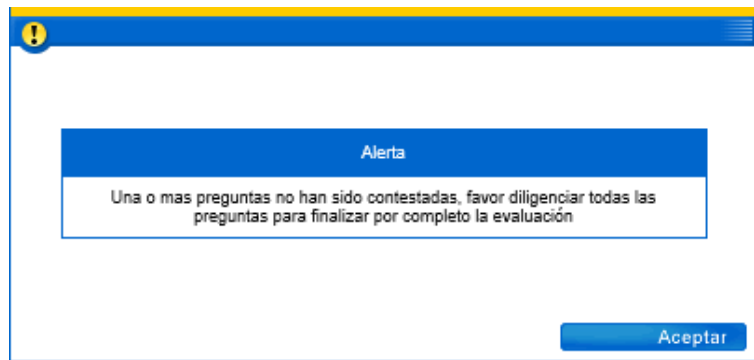 Alerta
Una o mas preguntas no han sido contestadas, favor diligenciar todas las
preguntas para finalizar por completo la evaluación
Aceptar